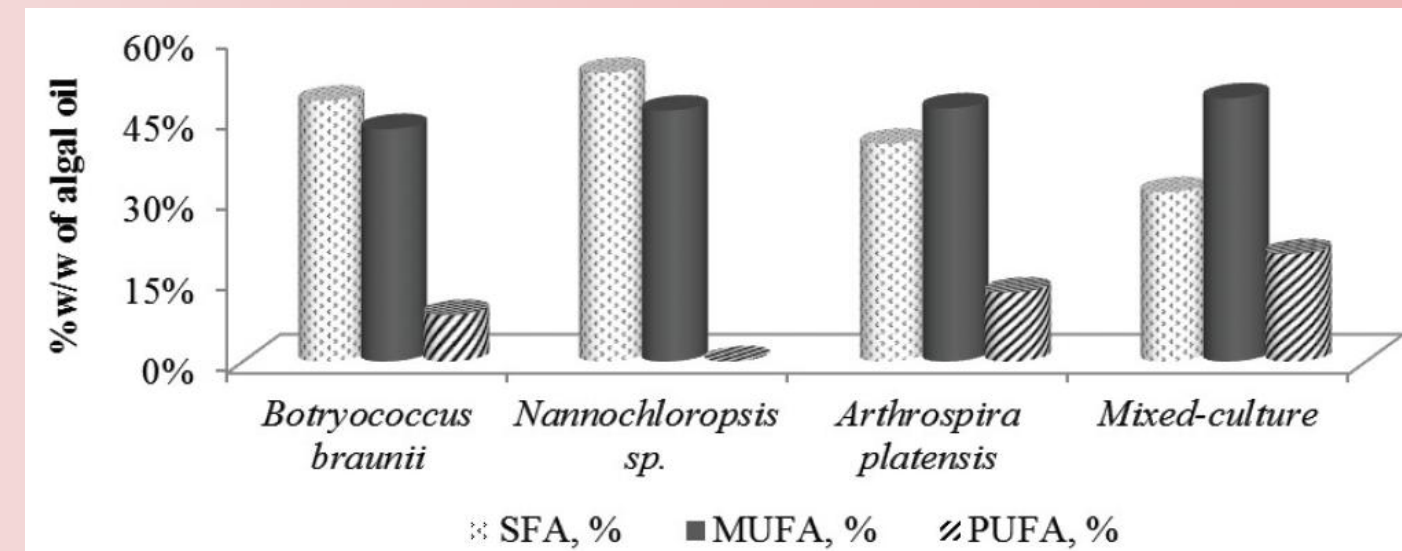 %w/w of algal oil
60%
45%
30%
15%
0%
Botryococcus
braunii
Nannochloropsis
sp.
Arthrospira
platensis
Mixed-culture
SFA, %
MUFA, %
PUFA, %